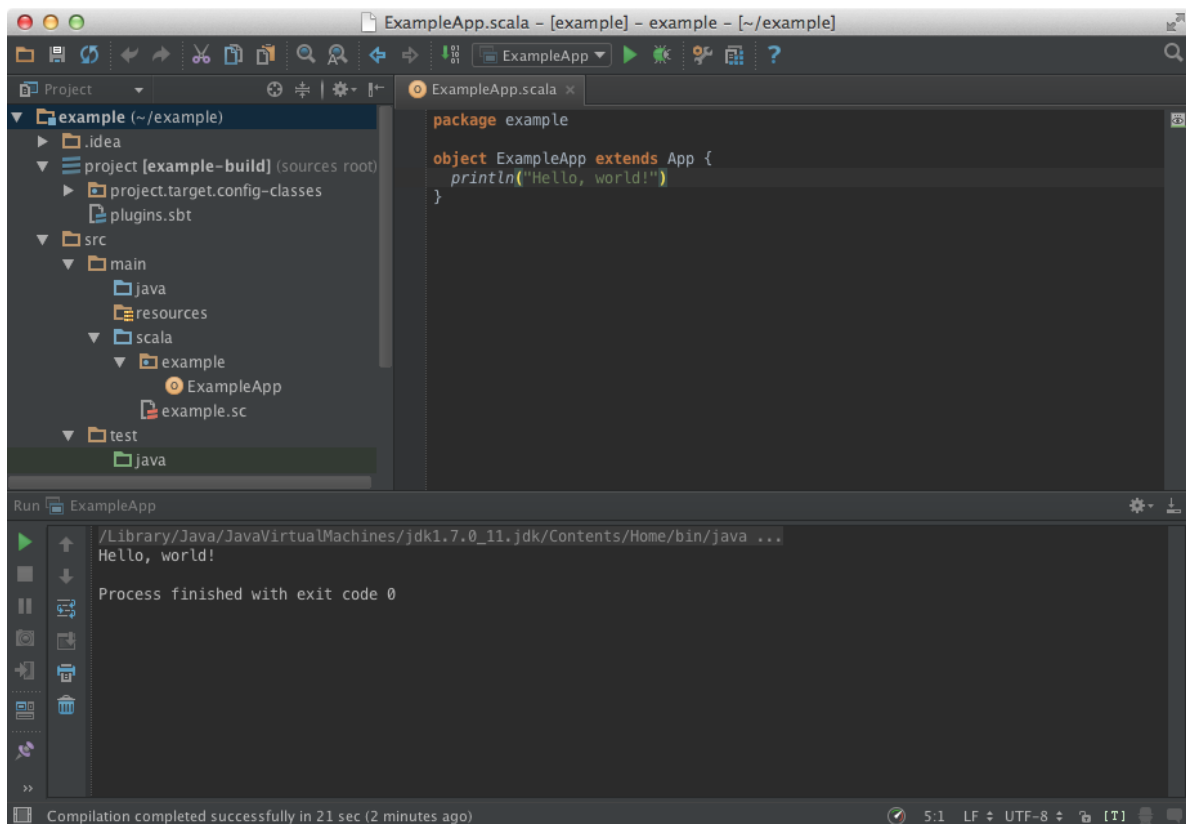 ExampleApp.scala – [example] – example – [~/example]
ExampleApp
?
Project
ExampleApp.scala
example (~/example)
.idea
project [example-build] (sources root)
project.target.config-classes
plugins.sbt
src
main
java
resources
scala
example
ExampleApp
example.sc
test
java
package example
object ExampleApp extends App {
println("Hello, world!")
}
Run ExampleApp
/Library/Java/JavaVirtualMachines/jdk1.7.0_11.jdk/Contents/Home/bin/java ...
Hello, world!
Process finished with exit code 0
Compilation completed successfully in 21 sec (2 minutes ago)
5:1 LF UTF-8 [T]